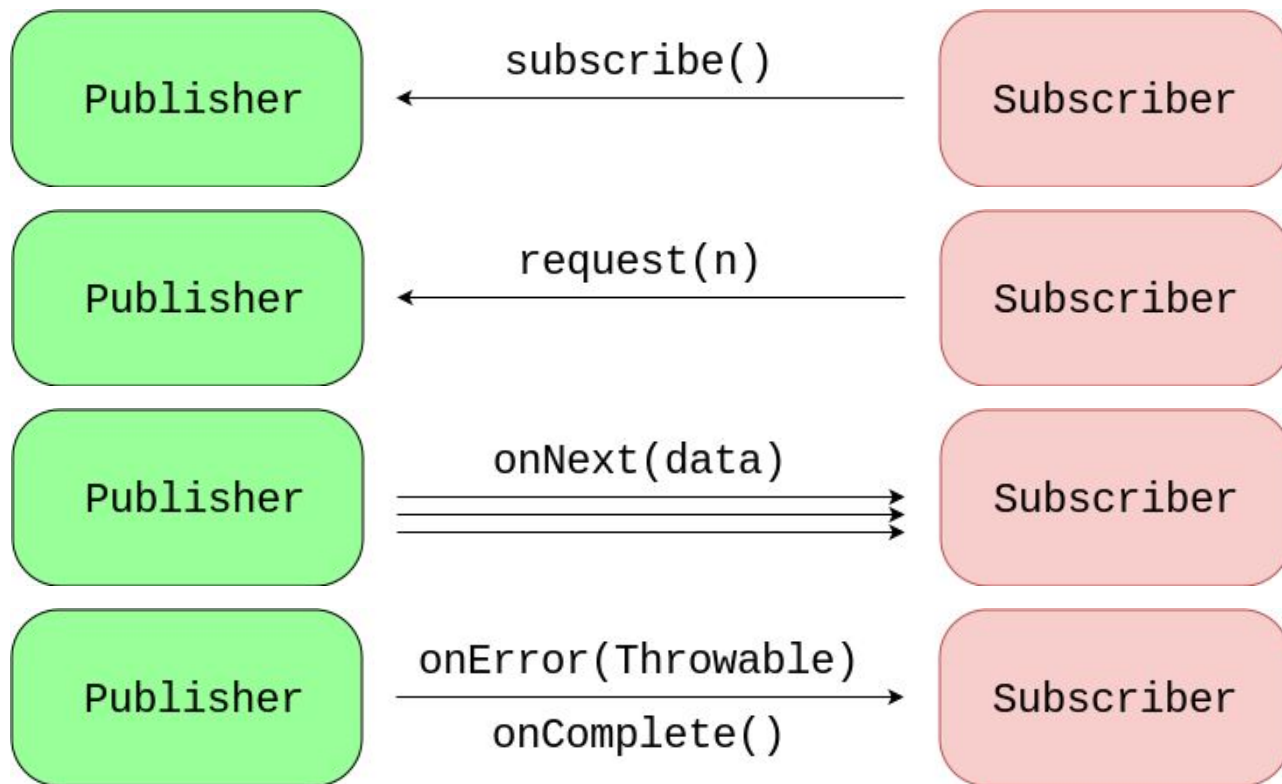 Publisher
subscribe()
Subscriber
Publisher
request(n)
Subscriber
Publisher
onNext(data)
Subscriber
Publisher
onError(Throwable)
onComplete()
Subscriber